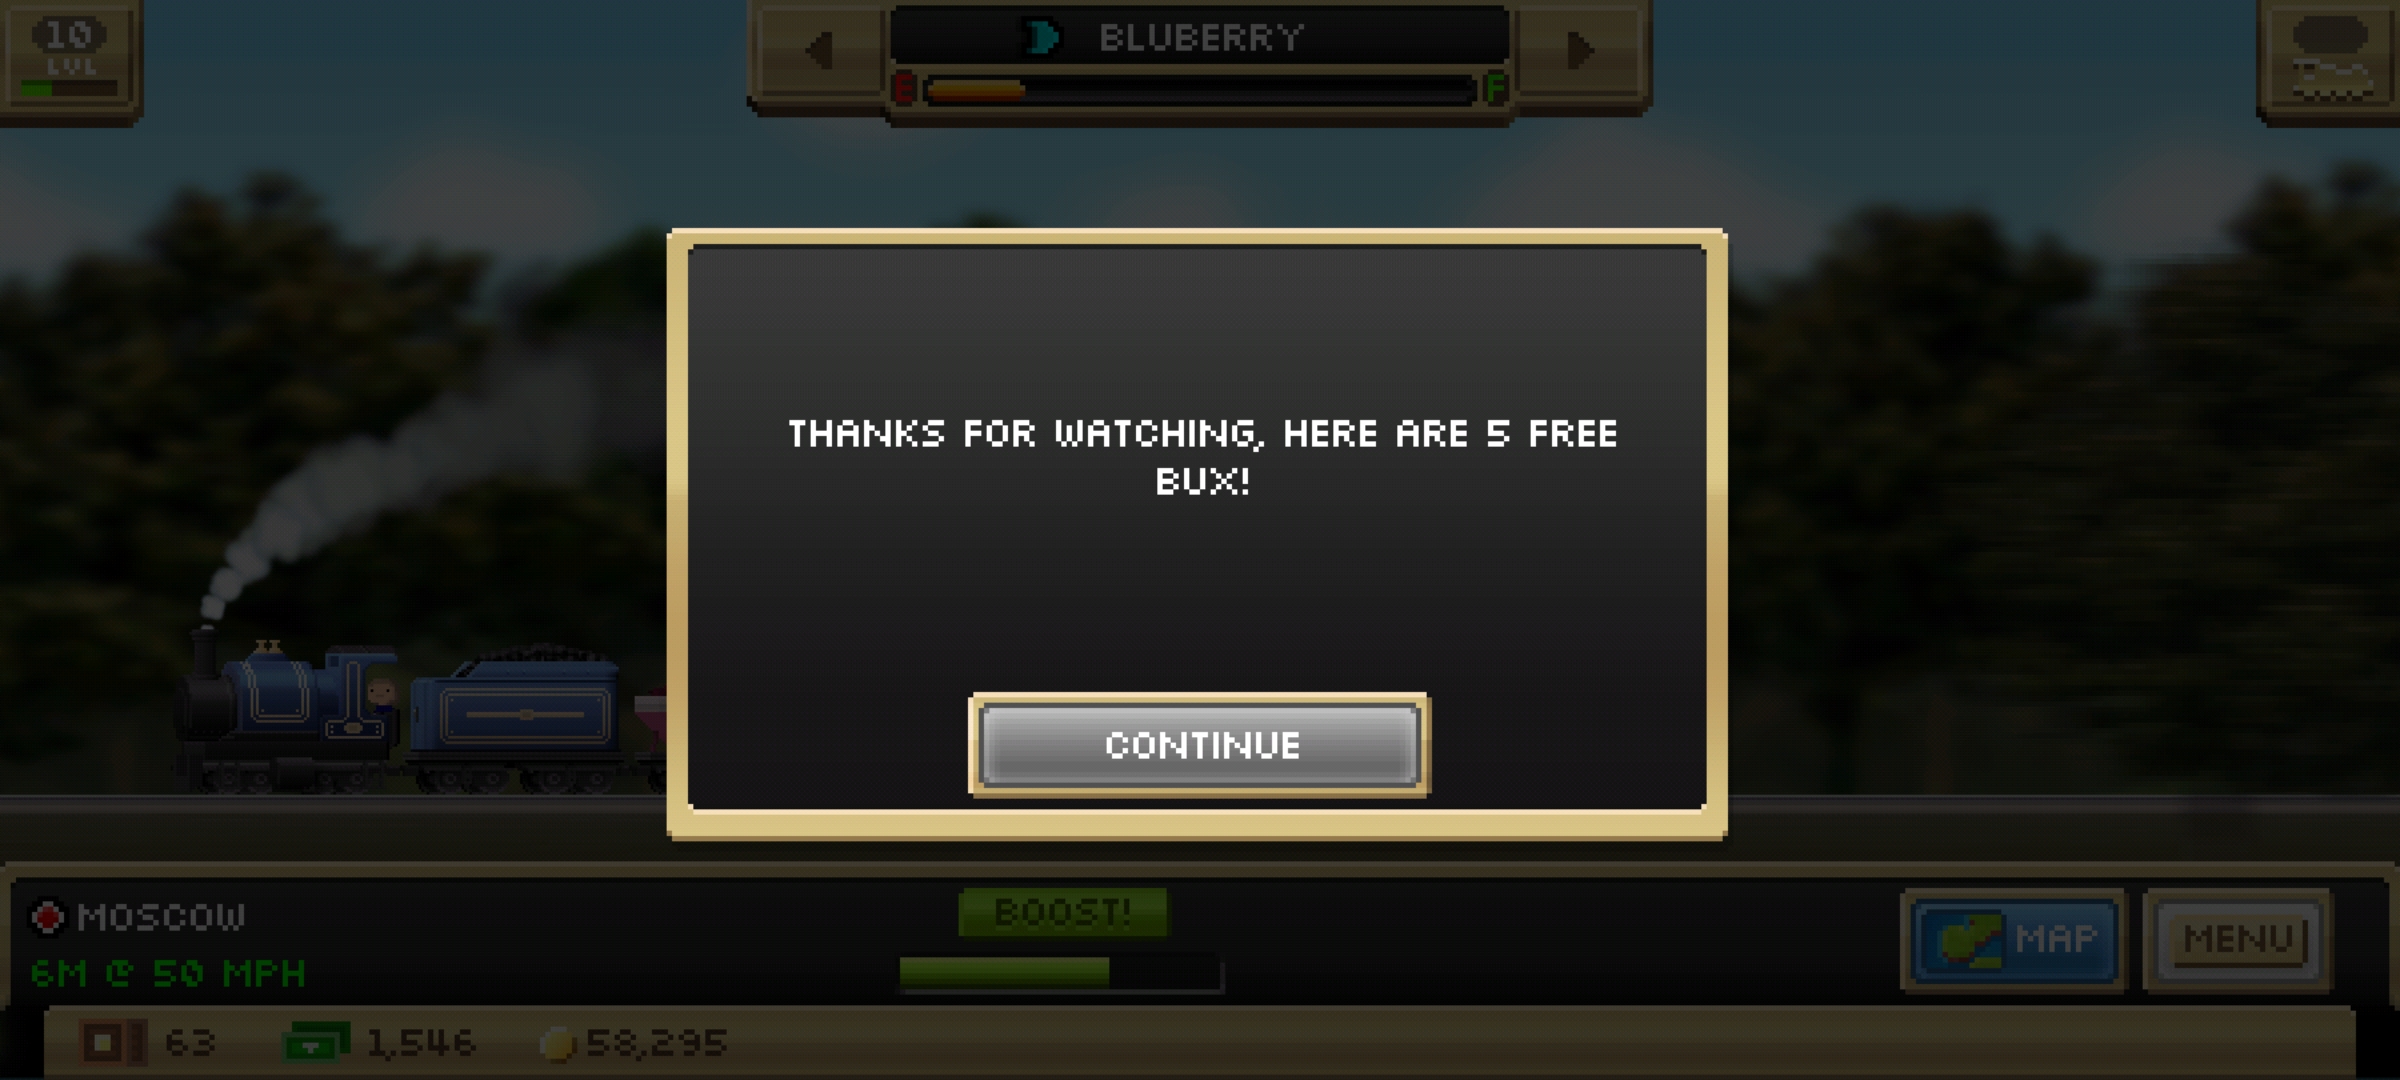 10
LVL
BLUBERRY
E
F
THANKS FOR WATCHING, HERE ARE 5 FREE
BUX!
CONTINUE
MOSCOW
6M @ 50 MPH
BOOST!
MAP
MENU
63
1,546
58,295